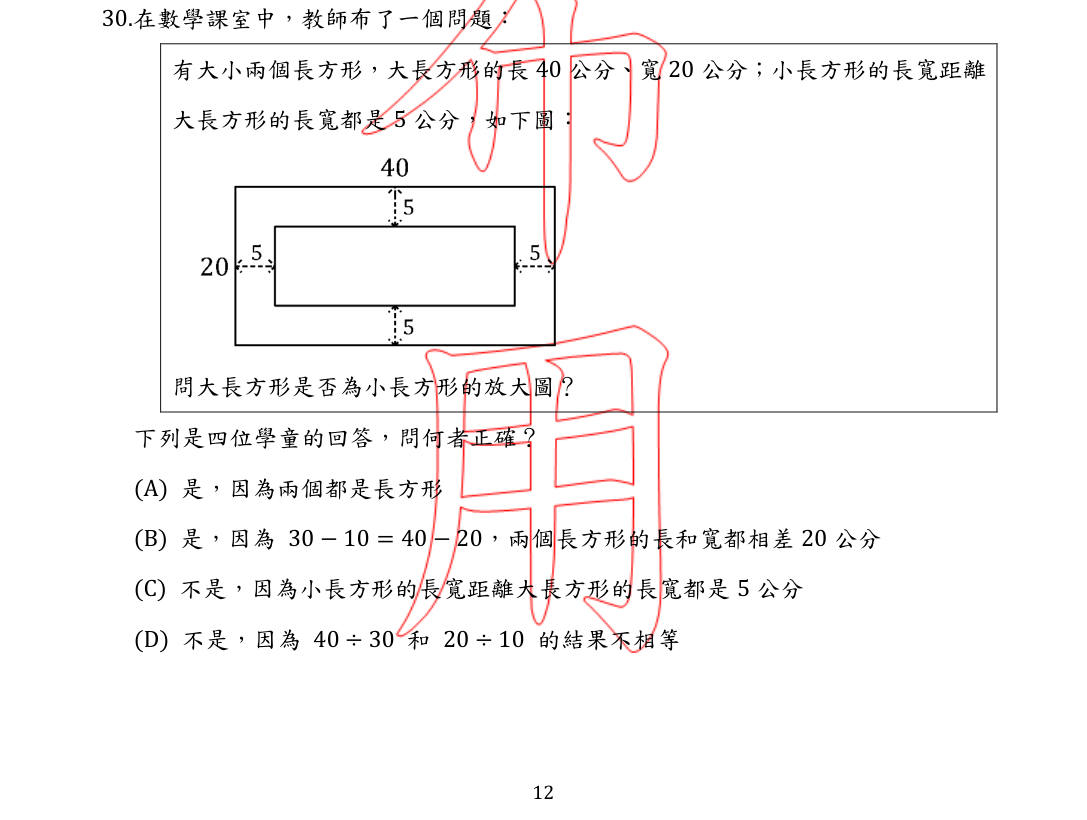 30.在數學課室中，教師布了一個問題：
有大小兩個長方形，大長方形的長 40 公分、寬 20 公分；小長方形的長寬距離
大長方形的長寬都是 5 公分，如下圖：
40
5
5
20
5
5
問大長方形是否為小長方形的放大圖？
下列是四位學童的回答，問何者正確？
(A) 是，因為兩個都是長方形
(B) 是，因為 30 − 10 = 40 − 20，兩個長方形的長和寬都相差 20 公分
(C) 不是，因為小長方形的長寬距離大長方形的長寬都是 5 公分
(D) 不是，因為 40 ÷ 30 和 20 ÷ 10 的結果不相等
12